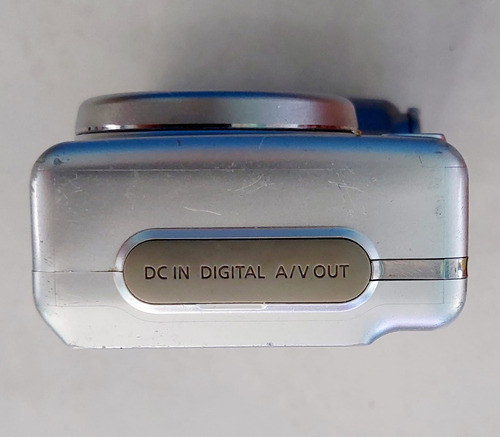 DC IN DIGITAL A/V OUT